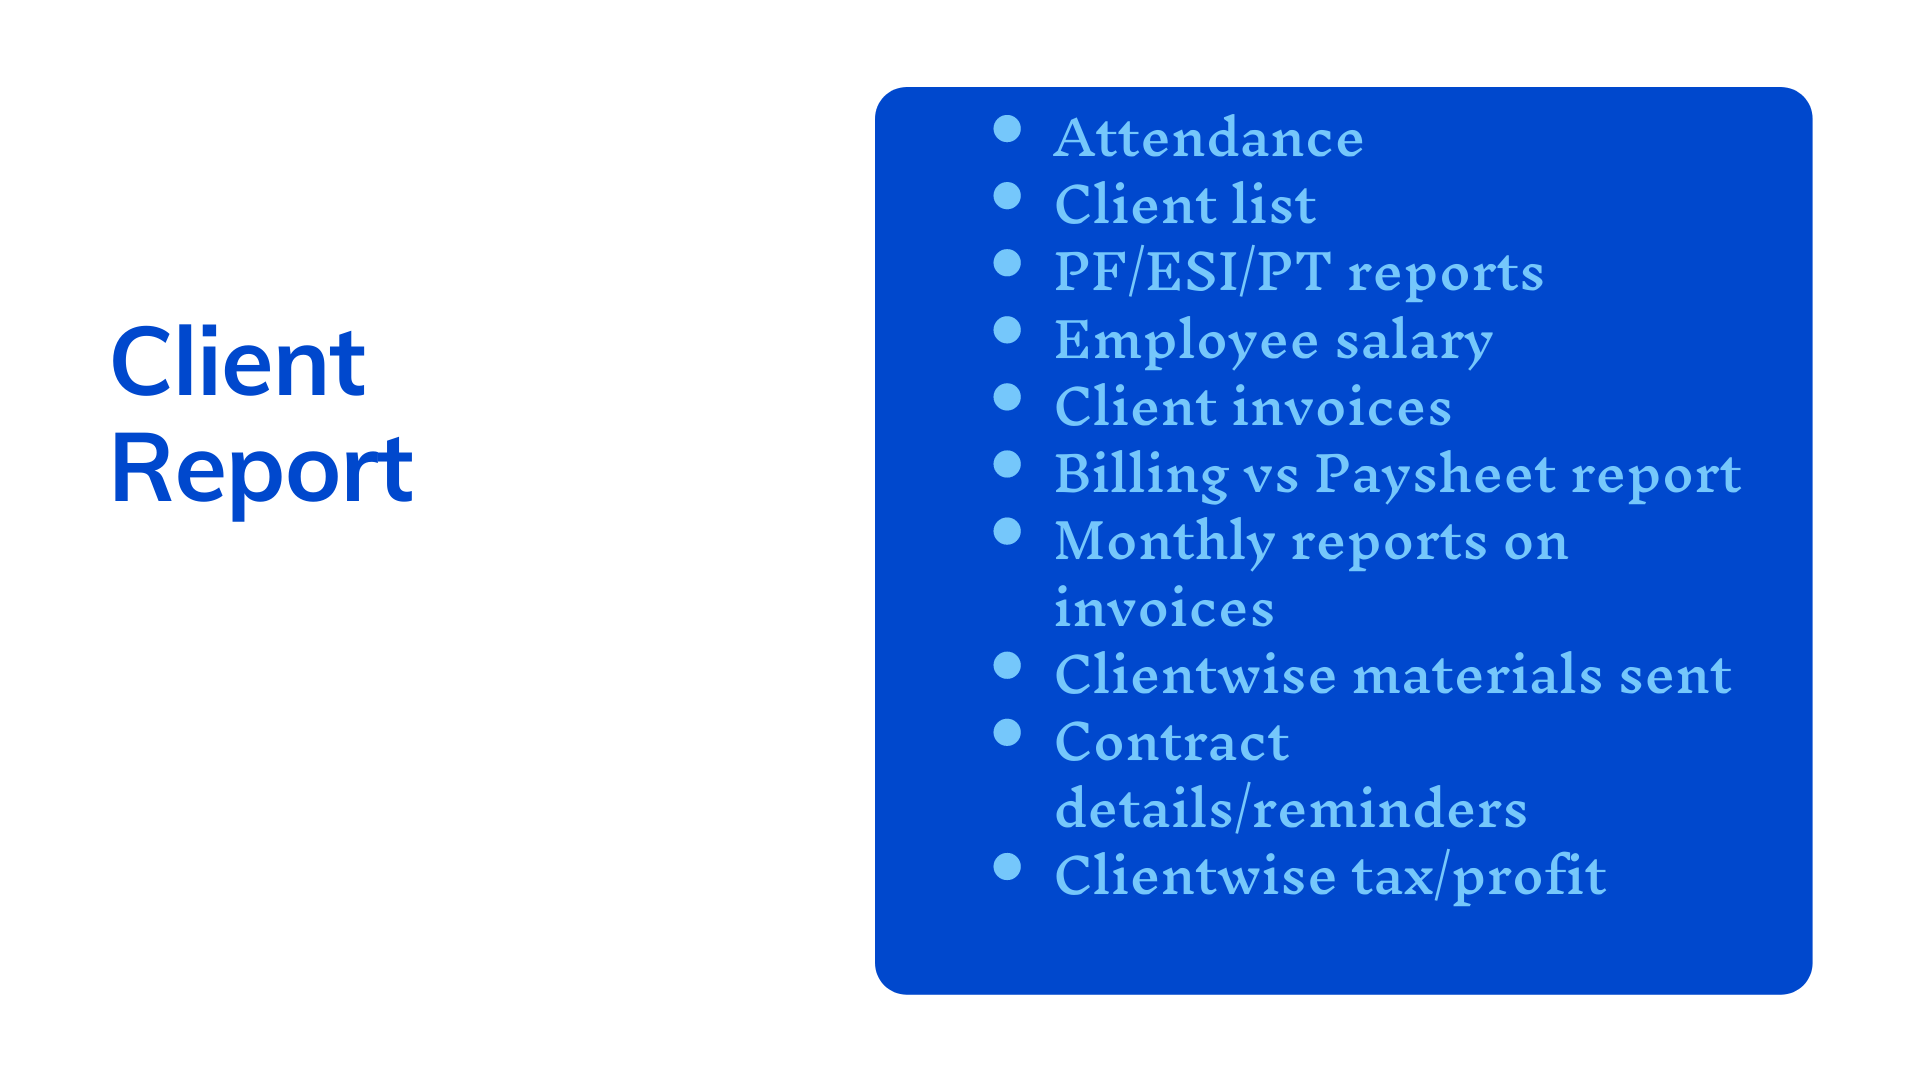 Client
Report
Attendance
Client list
PF/ESI/PT reports
Employee salary
Client invoices
Billing vs Paysheet report
Monthly reports on
invoices
Clientwise materials sent
Contract
details/reminders
Clientwise tax/profit